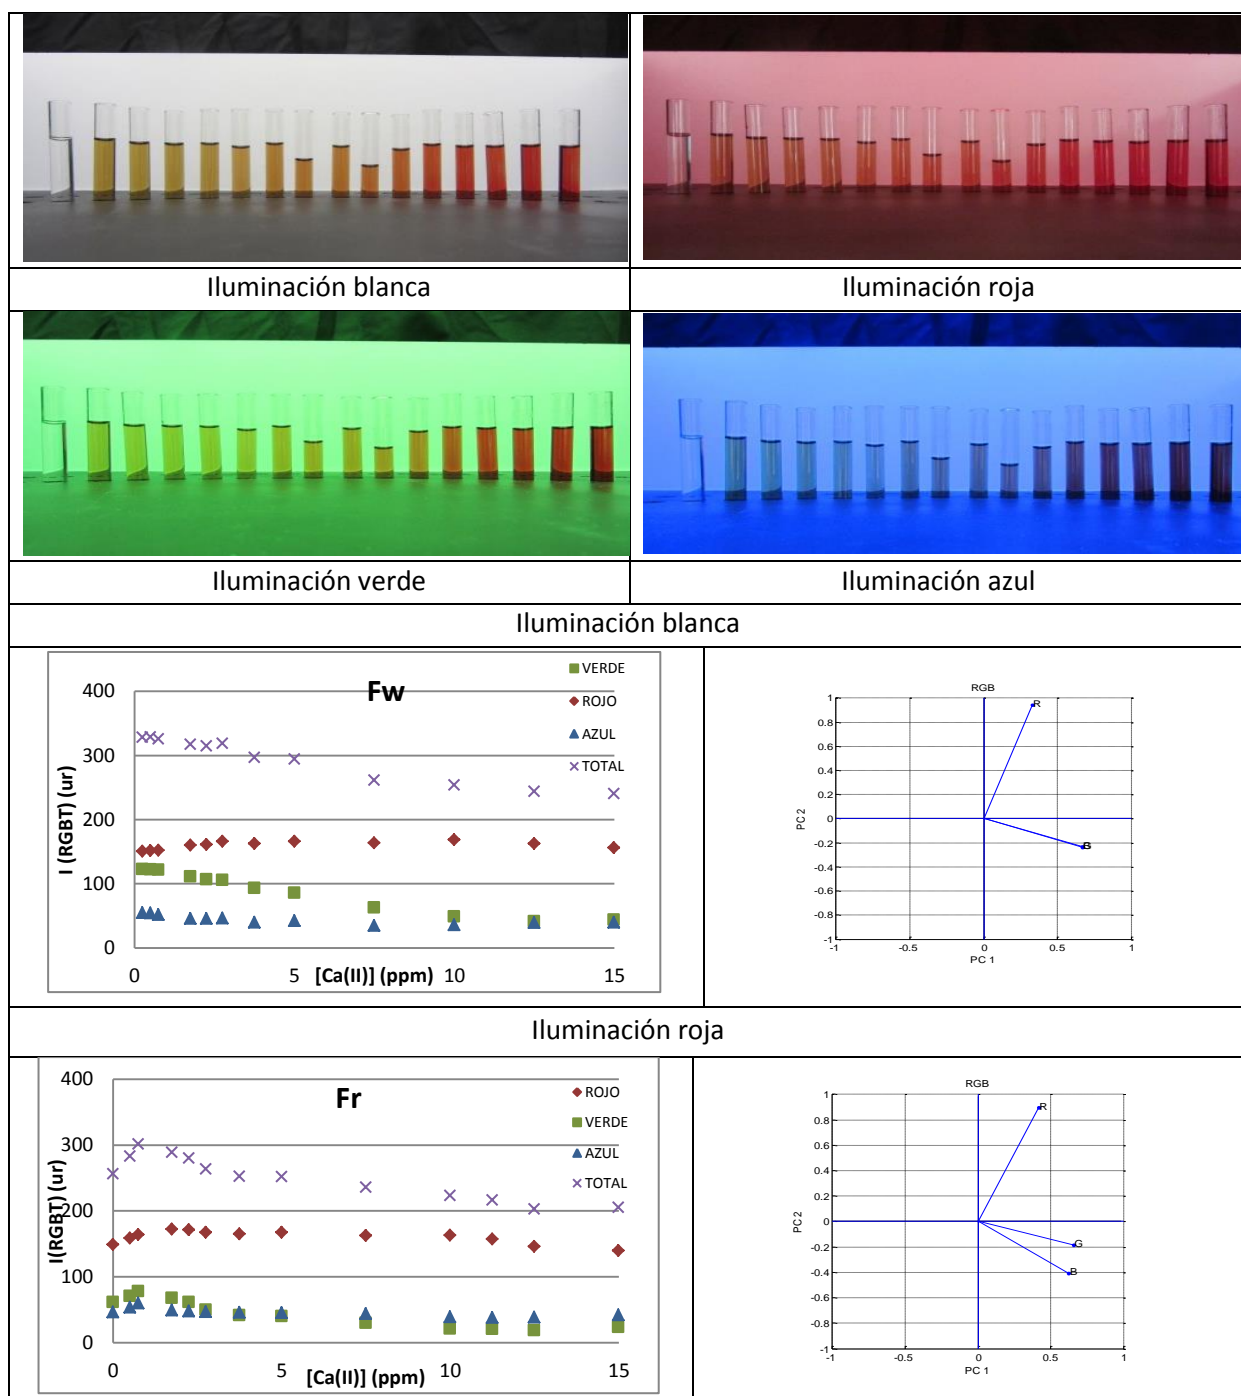 Iluminación blanca
Iluminación roja
Iluminación verde
Iluminación azul
Iluminación blanca
Fw
VERDE
ROJO
AZUL
TOTAL
400
300
200
100
0
I (RGBT) (ur)
0 5 10 15
[Ca(II)] (ppm)
RGB
1
0.8
0.6
0.4
0.2
0
-0.2
-0.4
-0.6
-0.8
-1
PC 2
R
-1 -0.5 0 0.5 1
PC 1
Iluminación roja
Fr
ROJO
VERDE
AZUL
TOTAL
400
300
200
100
0
I(RGBT) (ur)
0 5 10 15
[Ca(II)] (ppm)
RGB
1
0.8
0.6
0.4
0.2
0
-0.2
-0.4
-0.6
-0.8
-1
PC 2
R
G
B
-1 -0.5 0 0.5 1
PC 1